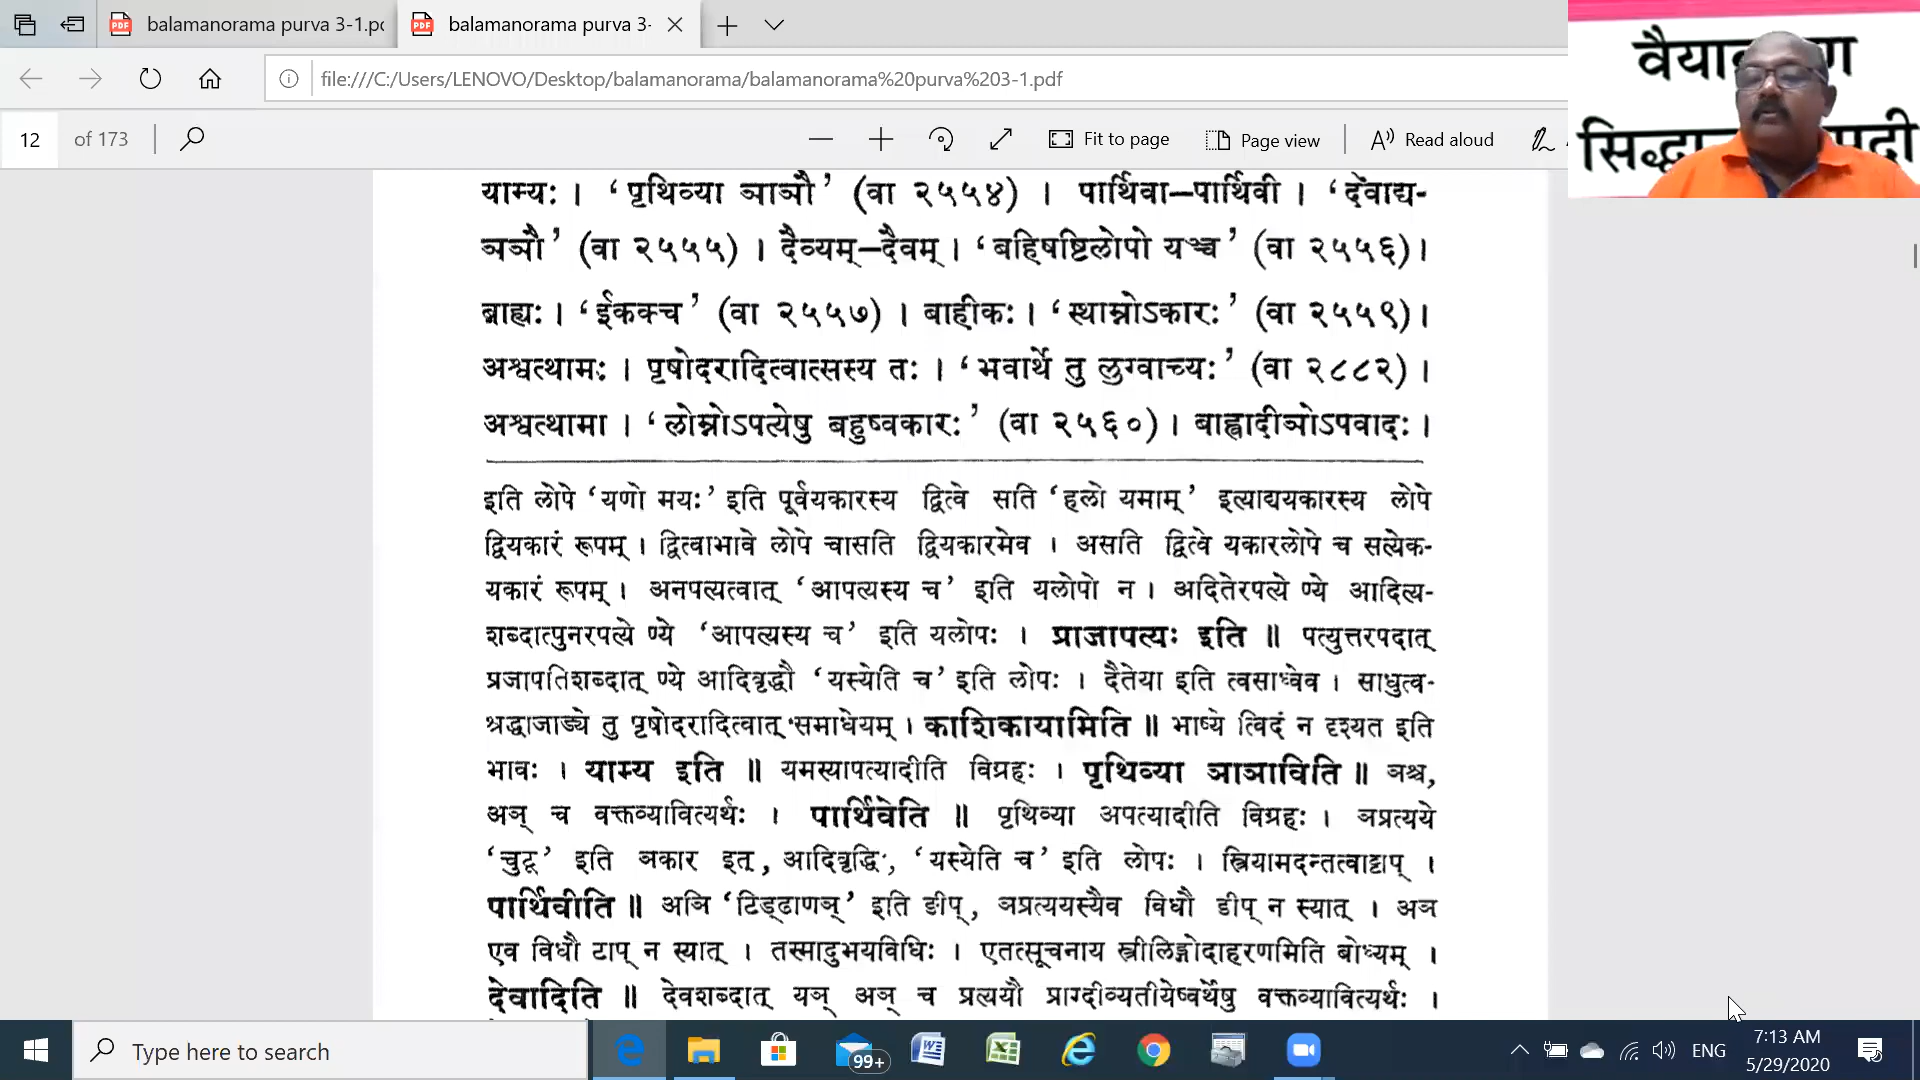 balamanorama purva 3-1.pd
balamanorama purva 3-
file:///C:/Users/LENOVO/Desktop/balamanorama/balamanorama%20purva%203-1.pdf
12 of 173
Fit to page
Page view
Read aloud
सिद्धा
याम्यः । ‘पृथिव्या ञाञौ’ (वा २५५४) । पार्थिवा—पार्थिवी । ‘देवाद्य-
ञञौ’ (वा २५५५) । दैव्यम्—दैवम् । ‘बहिषष्टिलोपो यञ्च’ (वा २५५६) ।
बाह्यः । ‘ईकक्च’ (वा २५५७) । बाहीकः । ‘स्थाम्नोऽकारः’ (वा २५५९) ।
अश्वत्थामः । पृषोदरादित्वात्सस्य तः । ‘भवार्थे तु लुग्वाच्यः’ (वा २८८२) ।
अश्वत्थामा । ‘लोम्नोऽपत्येषु बहुष्वकारः’ (वा २५६०) । बाह्वादीञोऽपवादः ।
इति लोपे ‘यणो मयः’ इति पूर्वयकारस्य द्वित्वे सति ‘हलो यमाम्’ इत्याद्ययकारस्य लोपे
द्वियकारं रूपम् । द्वित्वाभावे लोपे चासति द्वियकारमेव । असति द्वित्वे यकारलोपे च सत्येक-
यकारं रूपम् । अनपत्यत्वात् ‘आपत्यस्य च’ इति यलोपो न । अदितेरपत्ये ण्ये आदित्य-
शब्दात्पुनरपत्ये ण्ये ‘आपत्यस्य च’ इति यलोपः । प्राजापत्यः इति ॥ पत्युत्तरपदात्
प्रजापतिशब्दात् ण्ये आदिवृद्धौ ‘यस्येति च’ इति लोपः । दैतेया इति त्वसाध्वेव । साधुत्व-
श्रद्धाजाड्ये तु पृषोदरादित्वात् समाधेयम् । काशिकायामिति ॥ भाष्ये त्विदं न दृश्यत इति
भावः । याम्य इति ॥ यमस्यापत्यादीति विग्रहः । पृथिव्या ञाञाविति ॥ ञश्च,
अञ् च वक्तव्यावित्यर्थः । पार्थिवेति ॥ पृथिव्या अपत्यादीति विग्रहः । ञप्रत्यये
‘चुटू’ इति ञकार इत्, आदिवृद्धिः, ‘यस्येति च’ इति लोपः । स्त्रियामदन्तत्वाट्टाप् ।
पार्थिवीति ॥ अञि ‘टिड्ढाणञ्’ इति ङीप्, ञप्रत्ययस्यैव विधौ ङीप् न स्यात् । अञ
एव विधौ टाप् न स्यात् । तस्मादुभयविधिः । एतत्सूचनाय स्त्रीलिङ्गोदाहरणमिति बोध्यम् ।
देवादिति ॥ देवशब्दात् यञ् अञ् च प्रत्ययौ प्राग्दीव्यतीयेष्वर्थेषु वक्तव्यावित्यर्थः ।
Type here to search
99+
ENG
7:13 AM
5/29/2020